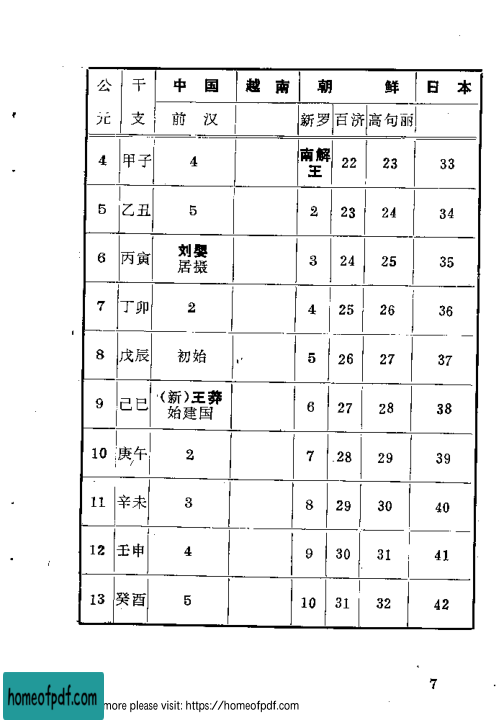 公元 干支 中国 越南 朝鲜 日本
前汉 新罗 百济 高句丽
4 甲子 4 南解王 22 23 33
5 乙丑 5 2 23 24 34
6 丙寅 刘婴居摄 3 24 25 35
7 丁卯 2 4 25 26 36
8 戊辰 初始 5 26 27 37
9 己巳 (新)王莽始建国 6 27 28 38
10 庚午 2 7 28 29 39
11 辛未 3 8 29 30 40
12 壬申 4 9 30 31 41
13 癸酉 5 10 31 32 42
7
homeofpdf.com
more please visit: https://homeofpdf.com